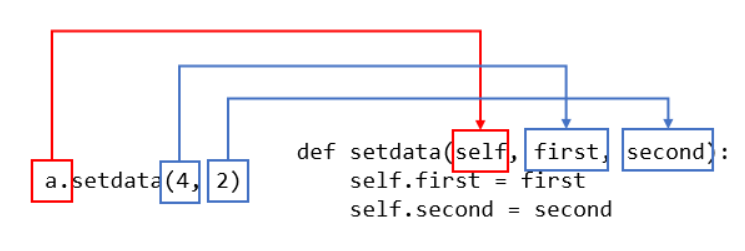 def setdata(self, first, second):
a.setdata(4, 2)
self.first = first
self.second = second